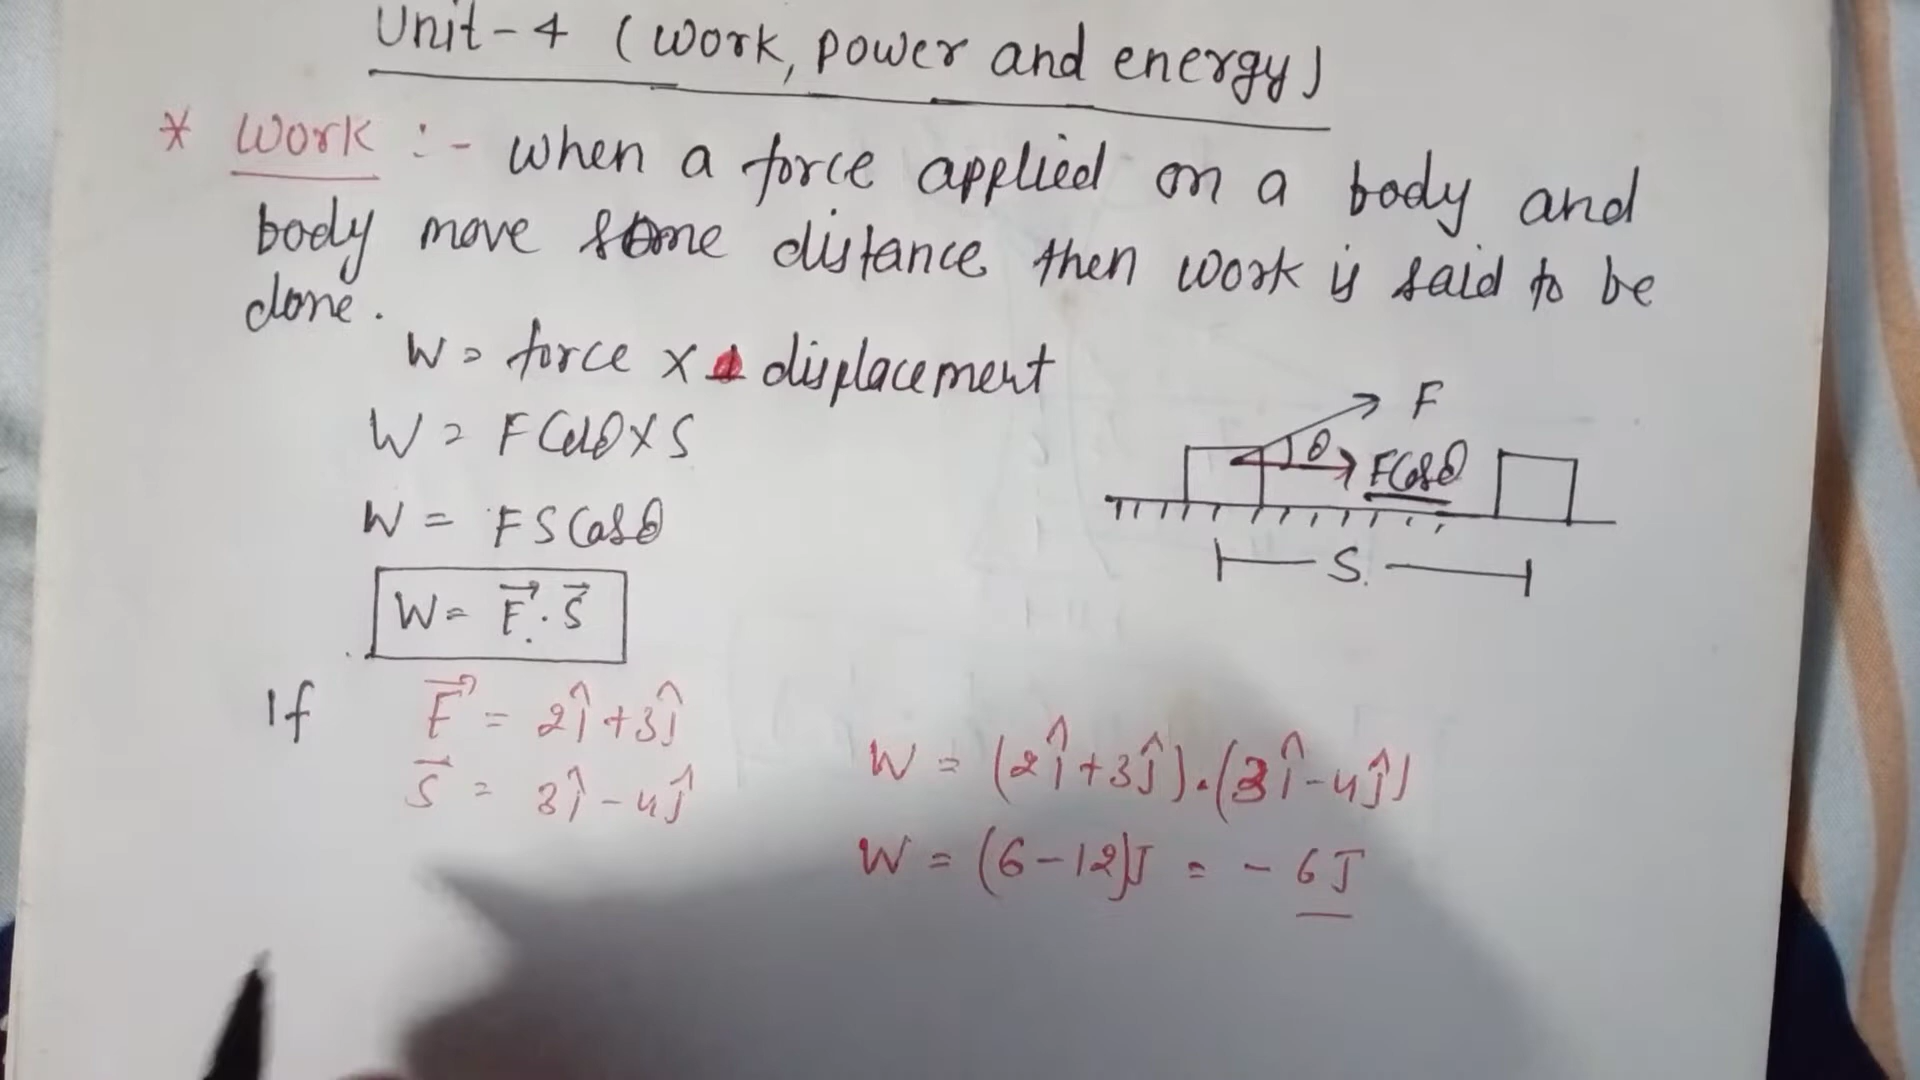 Unit-4 (work, power and energy)
* Work :- when a force applied on a body and
body move some distance then work is said to be
done.
W = force × displacement
W = F Cosθ × S
W = F S Cosθ
W = F⃗ . S⃗
F
θ
F Cosθ
S
If F⃗ = 2î + 3ĵ
S⃗ = 3î - 4ĵ
W = (2î + 3ĵ) . (3î - 4ĵ)
W = (6 - 12)J = - 6 J